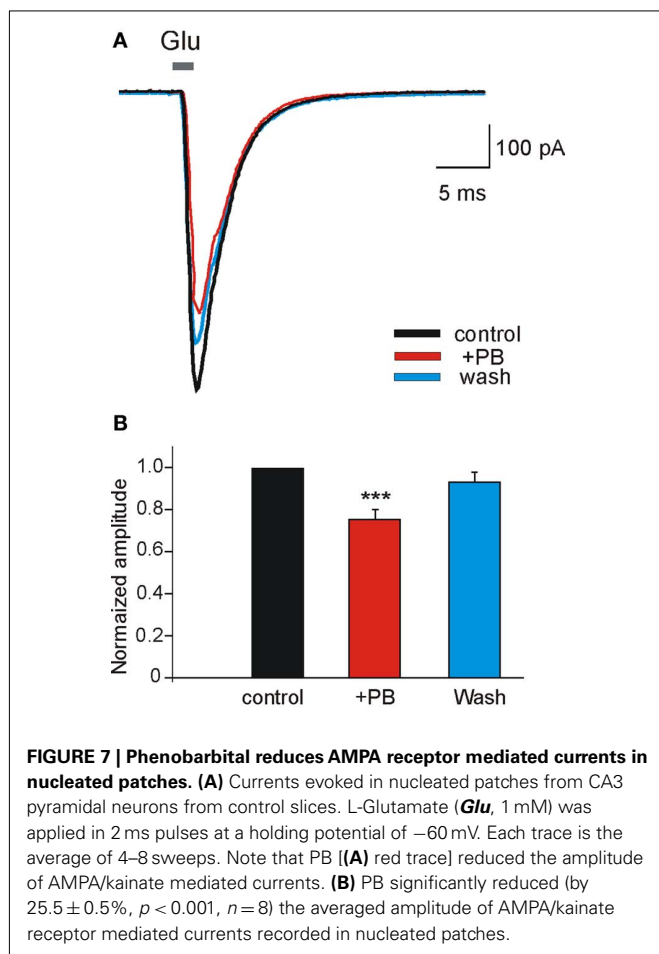 A
Glu
100 pA
5 ms
control
+PB
wash
B
Normaized amplitude
1.0
0.8
0.6
0.4
0.2
0
***
control +PB Wash
FIGURE 7 | Phenobarbital reduces AMPA receptor mediated currents in
nucleated patches. (A) Currents evoked in nucleated patches from CA3
pyramidal neurons from control slices. L-Glutamate (Glu, 1 mM) was
applied in 2 ms pulses at a holding potential of −60 mV. Each trace is the
average of 4–8 sweeps. Note that PB [(A) red trace] reduced the amplitude
of AMPA/kainate mediated currents. (B) PB significantly reduced (by
25.5 ± 0.5%, p < 0.001, n = 8) the averaged amplitude of AMPA/kainate
receptor mediated currents recorded in nucleated patches.